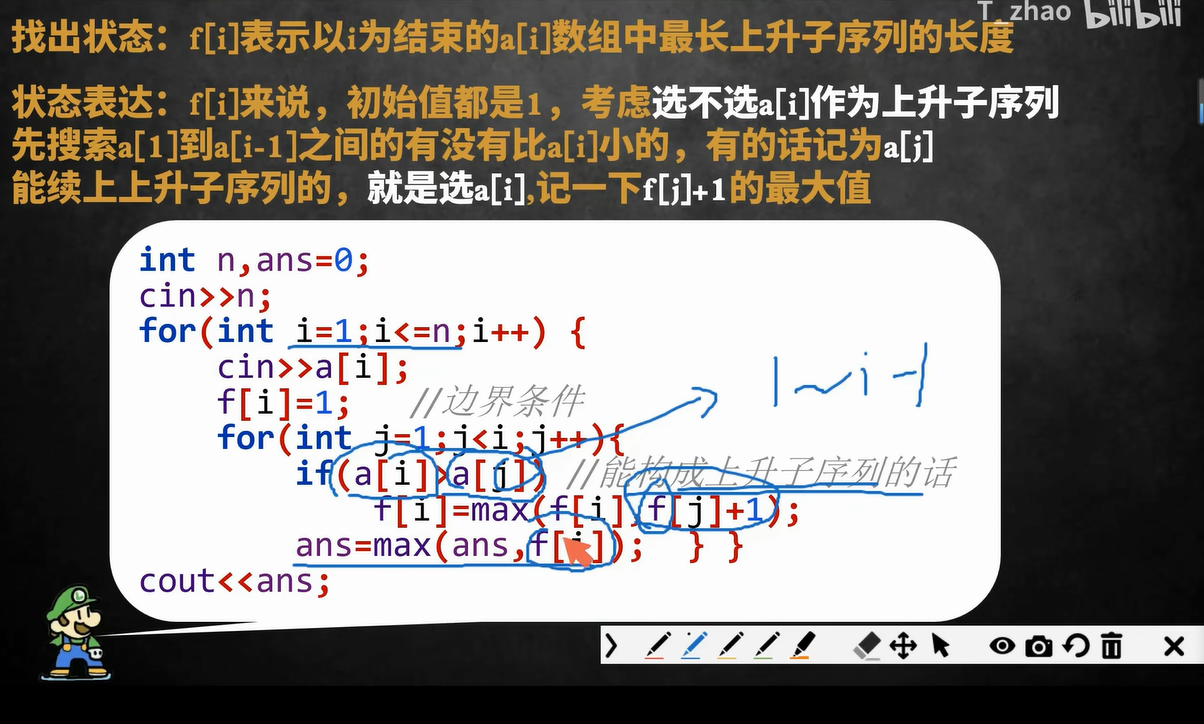 T_zhao bilibili
找出状态：f[i]表示以i为结束的a[i]数组中最长上升子序列的长度
状态表达：f[i]来说，初始值都是1，考虑选不选a[i]作为上升子序列
先搜索a[1]到a[i-1]之间的有没有比a[i]小的，有的话记为a[j]
能续上上升子序列的，就是选a[i],记一下f[j]+1的最大值
int n,ans=0;
cin>>n;
for(int i=1;i<=n;i++) {
cin>>a[i];
f[i]=1; //边界条件
1~i-1
for(int j=1;j<i;j++){
if(a[i]>a[j]) //能构成上升子序列的话
f[i]=max(f[i],f[j]+1);
ans=max(ans,f[i]); } }
cout<<ans;